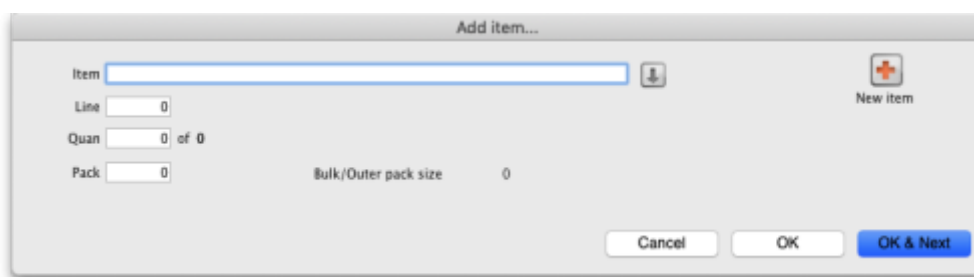 Add item...
Item
New item
Line 0
Quan 0 of 0
Pack 0 Bulk/Outer pack size 0
Cancel OK OK & Next